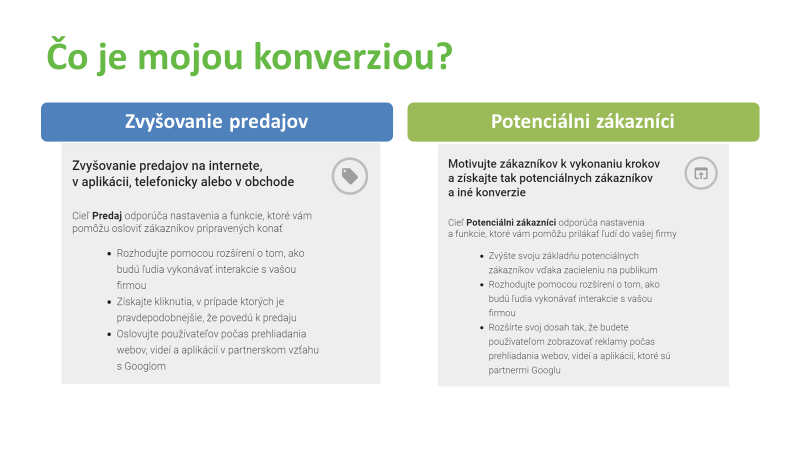 Čo je mojou konverziou?
Zvyšovanie predajov
Zvyšovanie predajov na internete,
v aplikácii, telefonicky alebo v obchode
Cieľ Predaj odporúča nastavenia a funkcie, ktoré vám
pomôžu osloviť zákazníkov pripravených konať
• Rozhodujte pomocou rozšírení o tom, ako
budú ľudia vykonávať interakcie s vašou
firmou
• Získajte kliknutia, v prípade ktorých je
pravdepodobnejšie, že povedú k predaju
• Oslovujte používateľov počas prehliadania
webov, videí a aplikácií v partnerskom vzťahu
s Googlom
Potenciálni zákazníci
Motivujte zákazníkov k vykonaniu krokov
a získajte tak potenciálnych zákazníkov
a iné konverzie
Cieľ Potenciálni zákazníci odporúča nastavenia
a funkcie, ktoré vám pomôžu prilákať ľudí do vašej firmy
• Zvýšte svoju základňu potenciálnych
zákazníkov vďaka zacieleniu na publikum
• Rozhodujte pomocou rozšírení o tom, ako
budú ľudia vykonávať interakcie s vašou
firmou
• Rozšírte svoj dosah tak, že budete
používateľom zobrazovať reklamy počas
prehliadania webov, videí a aplikácií, ktoré sú
partnermi Googlu